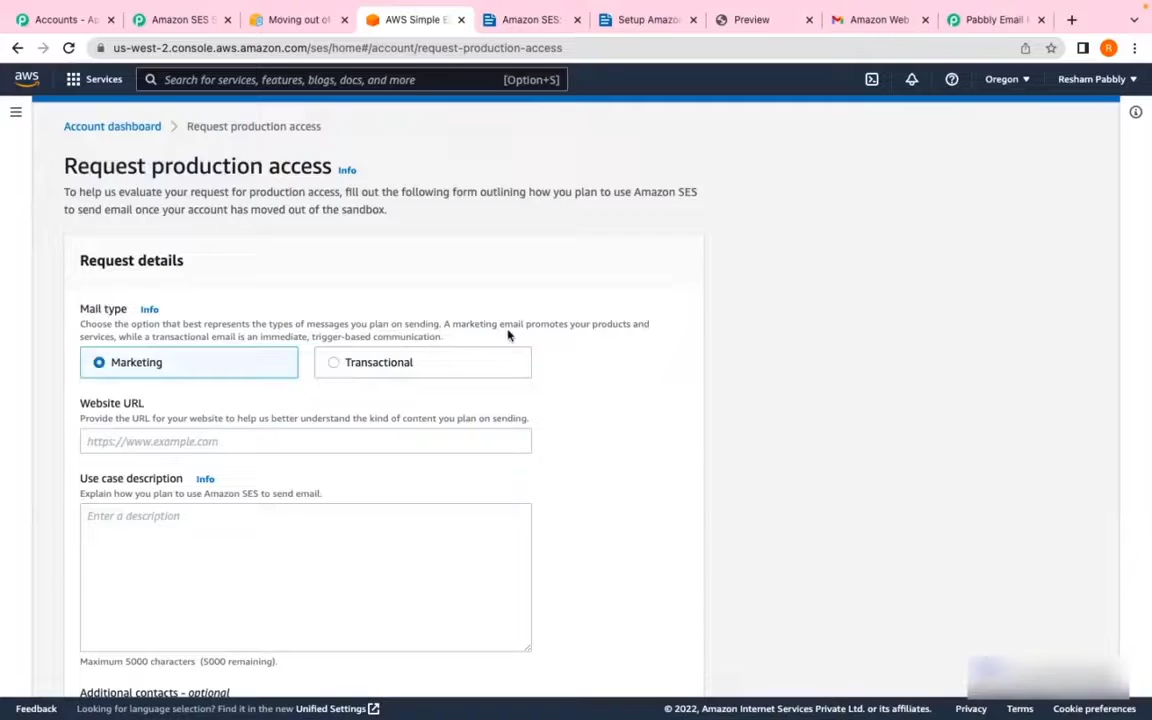 Accounts - Ap
Amazon SES S
Moving out of
AWS Simple E
Amazon SES:
Setup Amazo
Preview
Amazon Web
Pabbly Email
us-west-2.console.aws.amazon.com/ses/home#/account/request-production-access
R
aws
Services
Search for services, features, blogs, docs, and more
[Option+S]
Oregon
Resham Pabbly
Account dashboard
Request production access
Request production access Info
To help us evaluate your request for production access, fill out the following form outlining how you plan to use Amazon SES
to send email once your account has moved out of the sandbox.
Request details
Mail type Info
Choose the option that best represents the types of messages you plan on sending. A marketing email promotes your products and
services, while a transactional email is an immediate, trigger-based communication.
Marketing
Transactional
Website URL
Provide the URL for your website to help us better understand the kind of content you plan on sending.
https://www.example.com
Use case description Info
Explain how you plan to use Amazon SES to send email.
Enter a description
Maximum 5000 characters (5000 remaining).
Additional contacts - optional
Feedback
Looking for language selection? Find it in the new Unified Settings
© 2022, Amazon Internet Services Private Ltd. or its affiliates.
Privacy
Terms
Cookie preferences